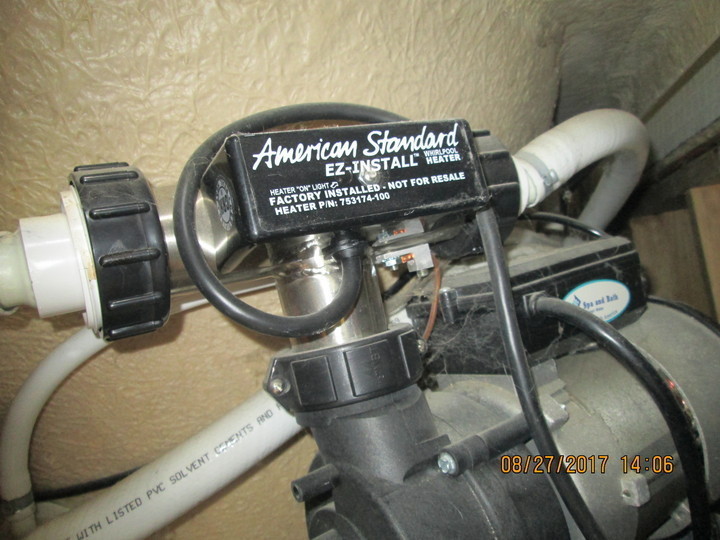 American Standard
EZ-INSTALL™ WHIRLPOOL HEATER
HEATER "ON" LIGHT
FACTORY INSTALLED - NOT FOR RESALE
HEATER P/N: 753174-100
Spa and Bath
WITH LISTED PVC SOLVENT CEMENTS AND
08/27/2017 14:06